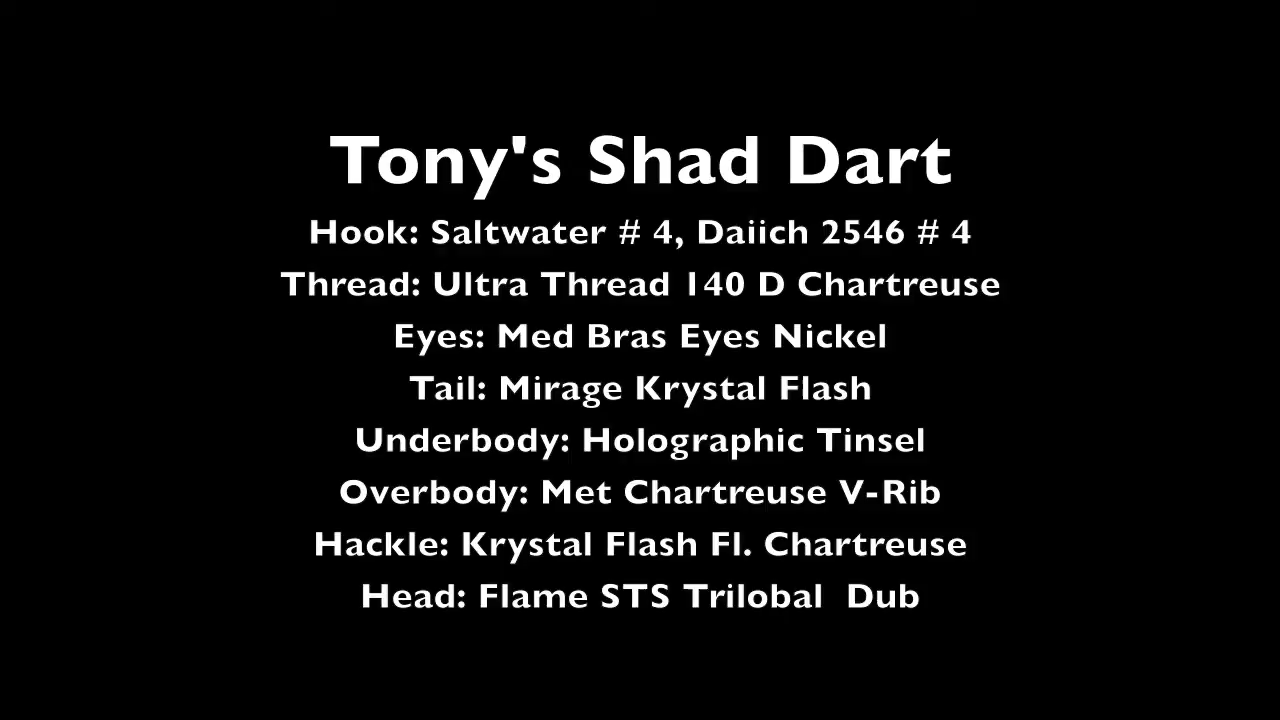 Tony's Shad Dart
Hook: Saltwater # 4, Daiich 2546 # 4
Thread: Ultra Thread 140 D Chartreuse
Eyes: Med Bras Eyes Nickel
Tail: Mirage Krystal Flash
Underbody: Holographic Tinsel
Overbody: Met Chartreuse V-Rib
Hackle: Krystal Flash Fl. Chartreuse
Head: Flame STS Trilobal  Dub